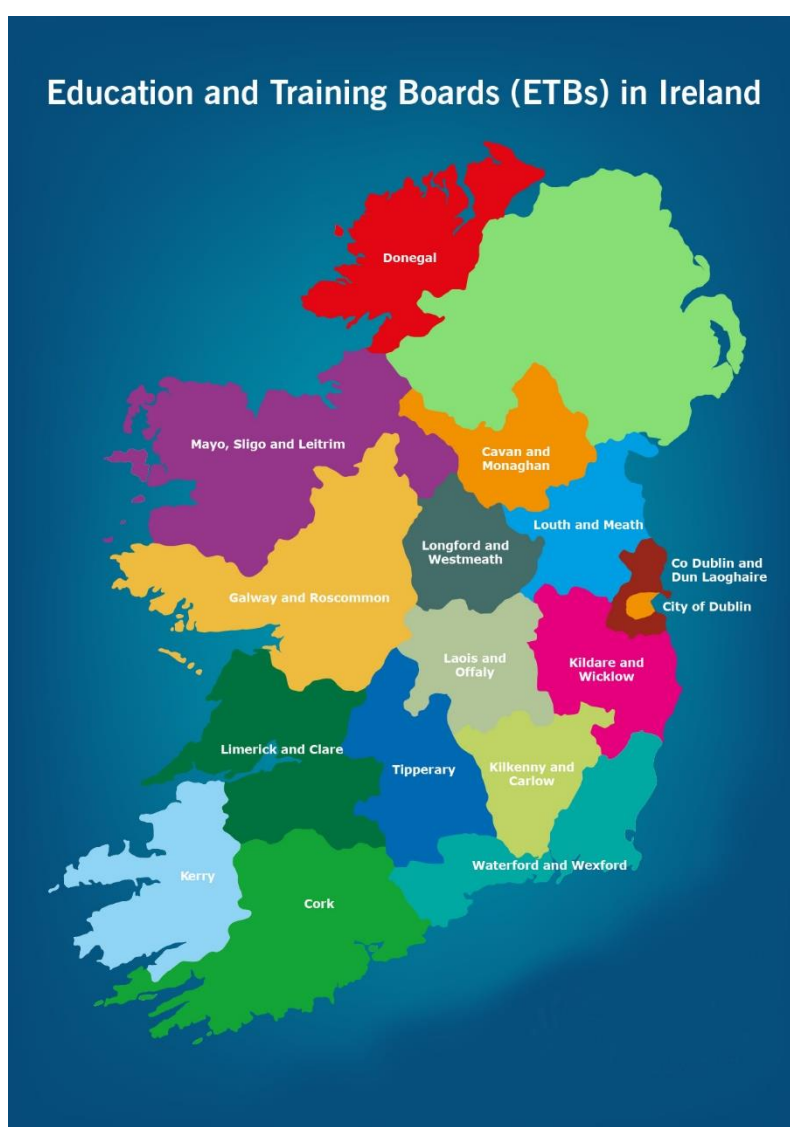 Education and Training Boards (ETBs) in Ireland
Donegal
Mayo, Sligo and Leitrim
Cavan and
Monaghan
Louth and Meath
Longford and
Westmeath
Co Dublin and
Dun Laoghaire
Galway and Roscommon
City of Dublin
Laois and
Offaly
Kildare and
Wicklow
Limerick and Clare
Tipperary
Kilkenny and
Carlow
Waterford and Wexford
Kerry
Cork